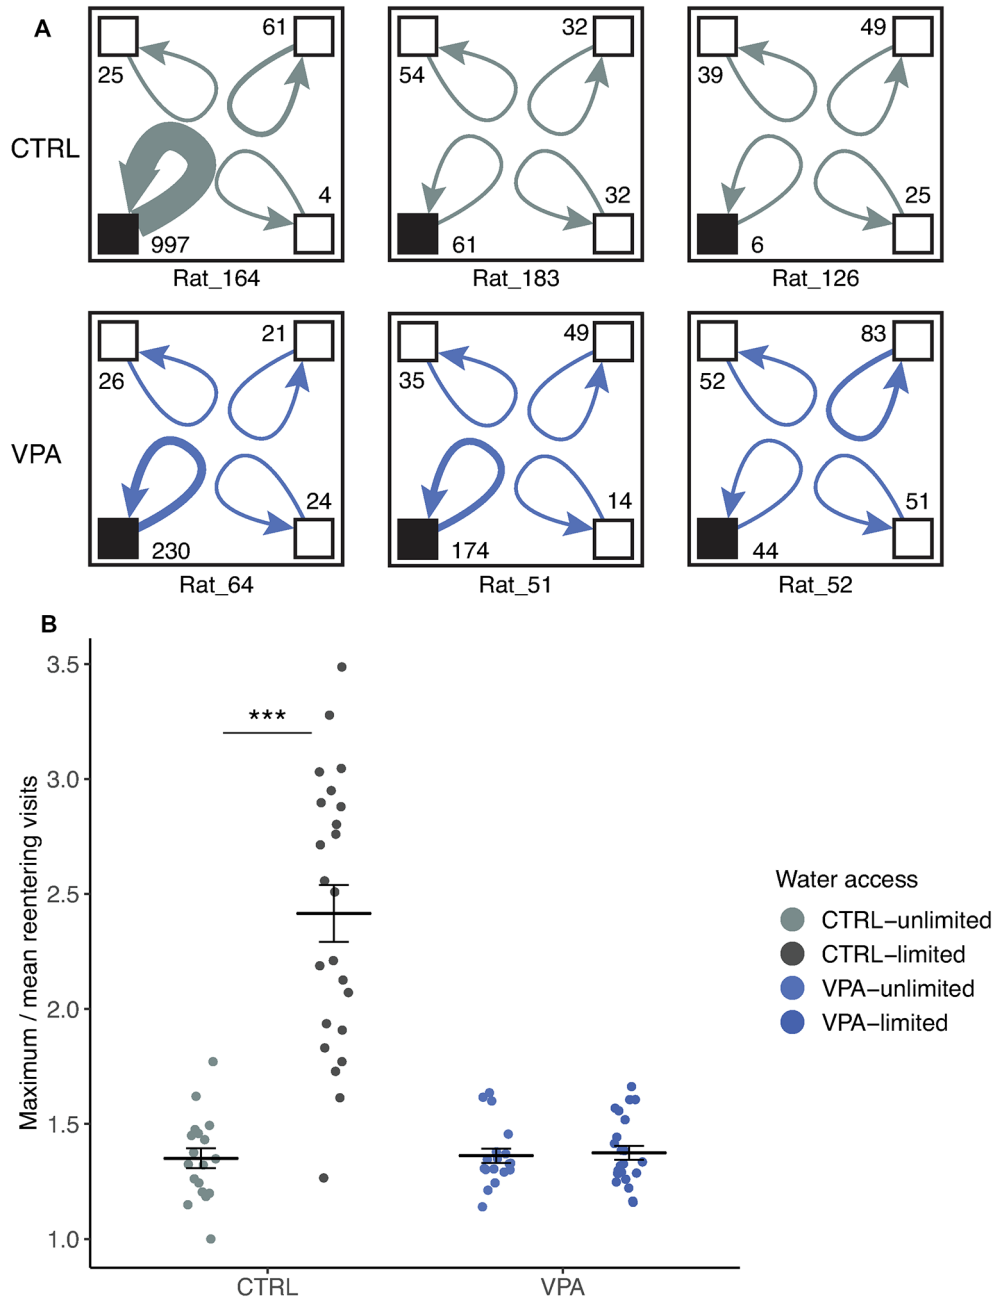 A
CTRL
25
61
997
4
Rat_164
54
32
61
32
Rat_183
39
49
6
25
Rat_126
VPA
26
21
230
24
Rat_64
35
49
174
14
Rat_51
52
83
44
51
Rat_52
B
Maximum / mean reentering visits
3.5
3.0
2.5
2.0
1.5
1.0
***
CTRL
VPA
Water access
CTRL−unlimited
CTRL−limited
VPA−unlimited
VPA−limited